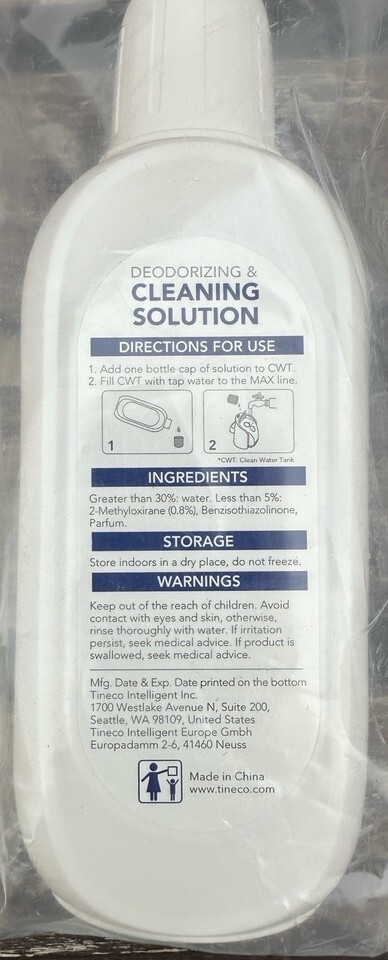 DEODORIZING &
CLEANING
SOLUTION
DIRECTIONS FOR USE
1. Add one bottle cap of solution to CWT.
2. Fill CWT with tap water to the MAX line.
1
2
*CWT: Clean Water Tank
INGREDIENTS
Greater than 30%: water. Less than 5%:
2-Methyloxirane (0.8%), Benzisothiazolinone,
Parfum.
STORAGE
Store indoors in a dry place, do not freeze.
WARNINGS
Keep out of the reach of children. Avoid
contact with eyes and skin, otherwise,
rinse thoroughly with water. If irritation
persist, seek medical advice. If product is
swallowed, seek medical advice.
Mfg. Date & Exp. Date printed on the bottom
Tineco Intelligent Inc.
1700 Westlake Avenue N, Suite 200,
Seattle, WA 98109, United States
Tineco Intelligent Europe Gmbh
Europadamm 2-6, 41460 Neuss
Made in China
www.tineco.com